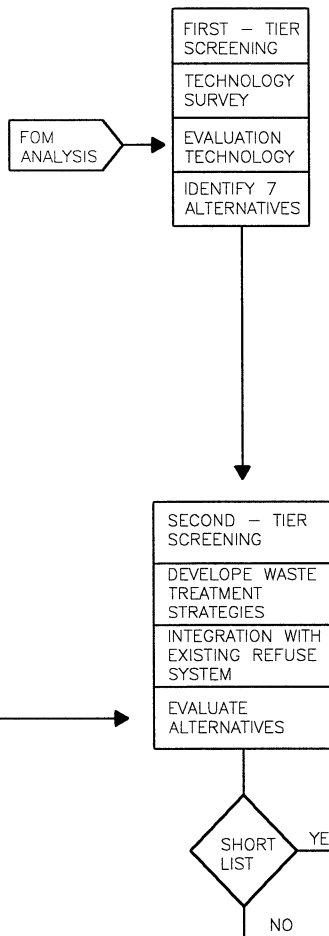 FIRST - TIER
SCREENING
TECHNOLOGY
SURVEY
FOM
ANALYSIS
EVALUATION
TECHNOLOGY
IDENTIFY 7
ALTERNATIVES
SECOND - TIER
SCREENING
DEVELOPE WASTE
TREATMENT
STRATEGIES
INTEGRATION WITH
EXISTING REFUSE
SYSTEM
EVALUATE
ALTERNATIVES
SHORT
LIST
YE
NO